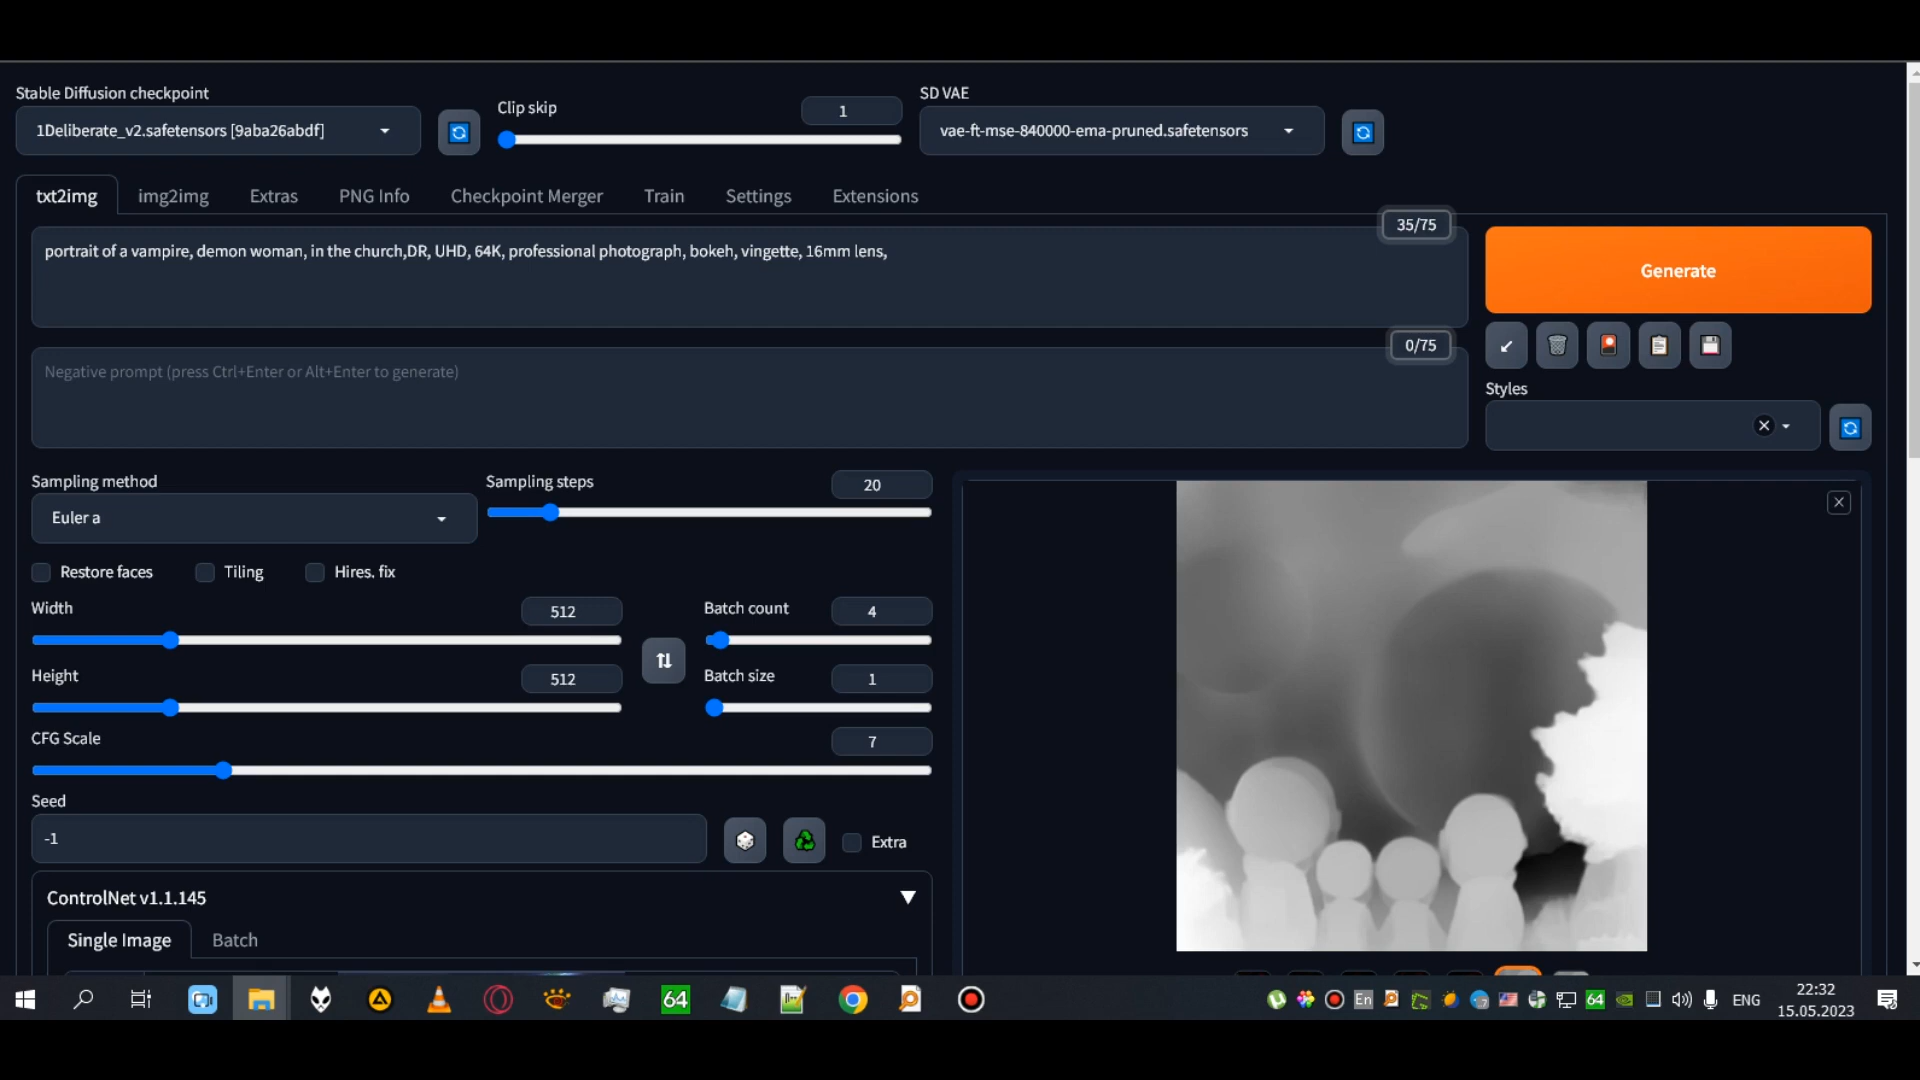 Stable Diffusion checkpoint
1Deliberate_v2.safetensors [9aba26abdf]
Clip skip
1
SD VAE
vae-ft-mse-840000-ema-pruned.safetensors
txt2img img2img Extras PNG Info Checkpoint Merger Train Settings Extensions
35/75
portrait of a vampire, demon woman, in the church,DR, UHD, 64K, professional photograph, bokeh, vingette, 16mm lens,
Generate
0/75
Negative prompt (press Ctrl+Enter or Alt+Enter to generate)
Styles
Sampling method
Euler a
Sampling steps
20
Restore faces Tiling Hires. fix
Width
512
Batch count
4
Height
512
Batch size
1
CFG Scale
7
Seed
-1
Extra
ControlNet v1.1.145
Single Image Batch
64
En
64
ENG
22:32
15.05.2023